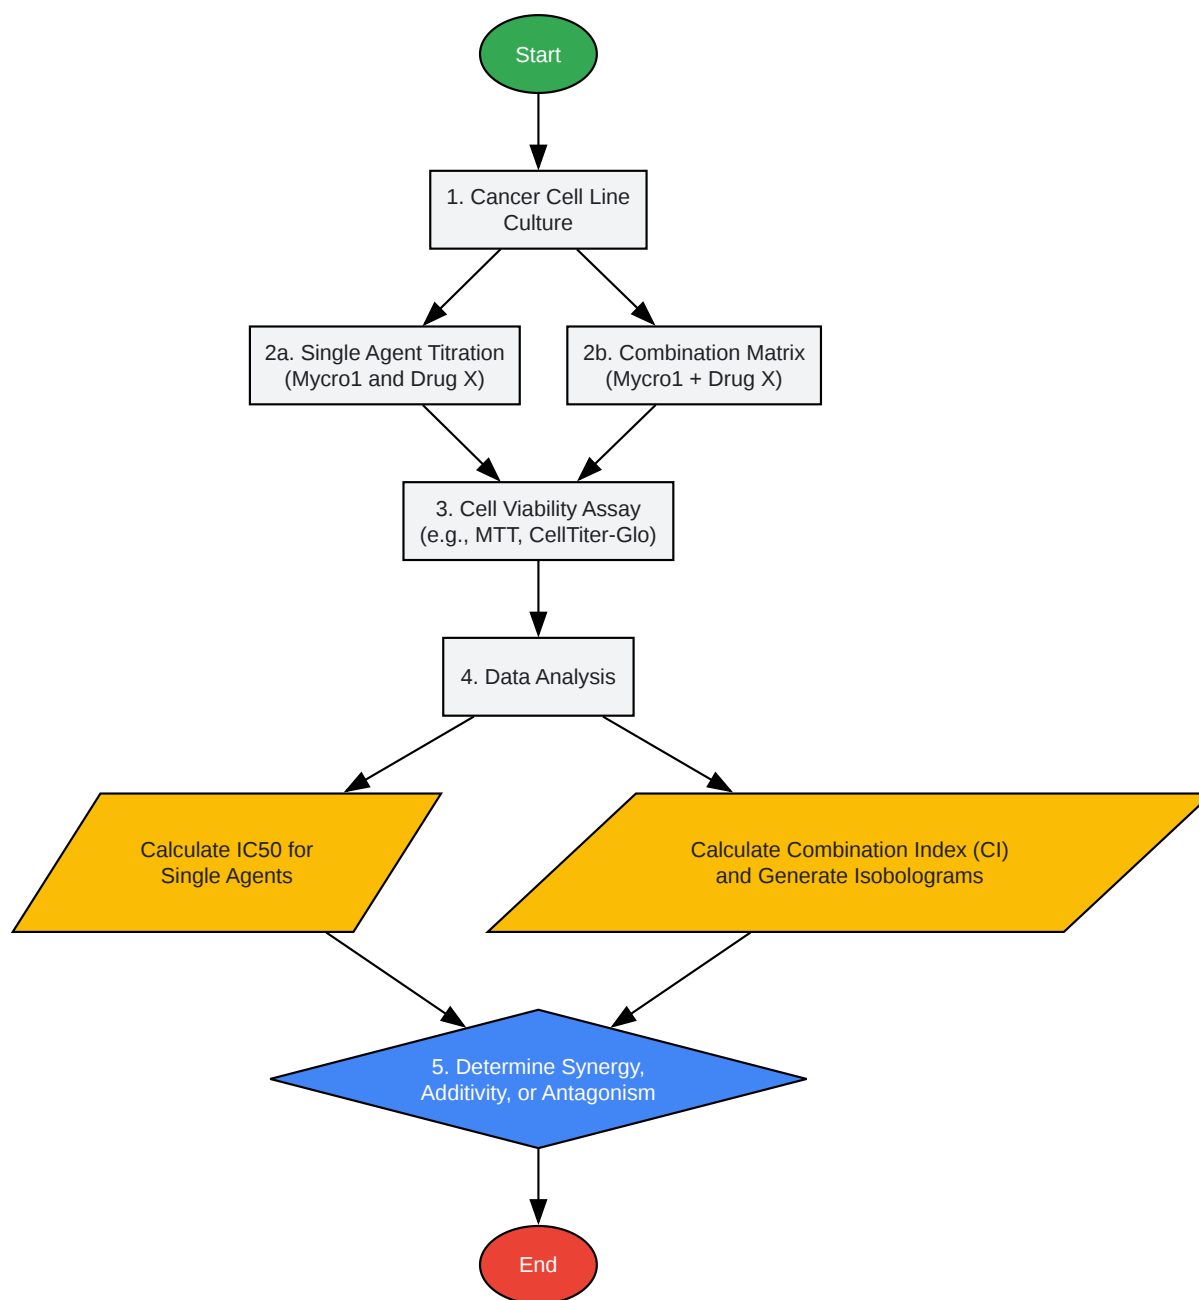 Start
1. Cancer Cell Line
Culture
2a. Single Agent Titration
(Mycro1 and Drug X)
2b. Combination Matrix
(Mycro1 + Drug X)
3. Cell Viability Assay
(e.g., MTT, CellTiter-Glo)
4. Data Analysis
Calculate IC50 for
Single Agents
Calculate Combination Index (CI)
and Generate Isobolograms
5. Determine Synergy,
Additivity, or Antagonism
End